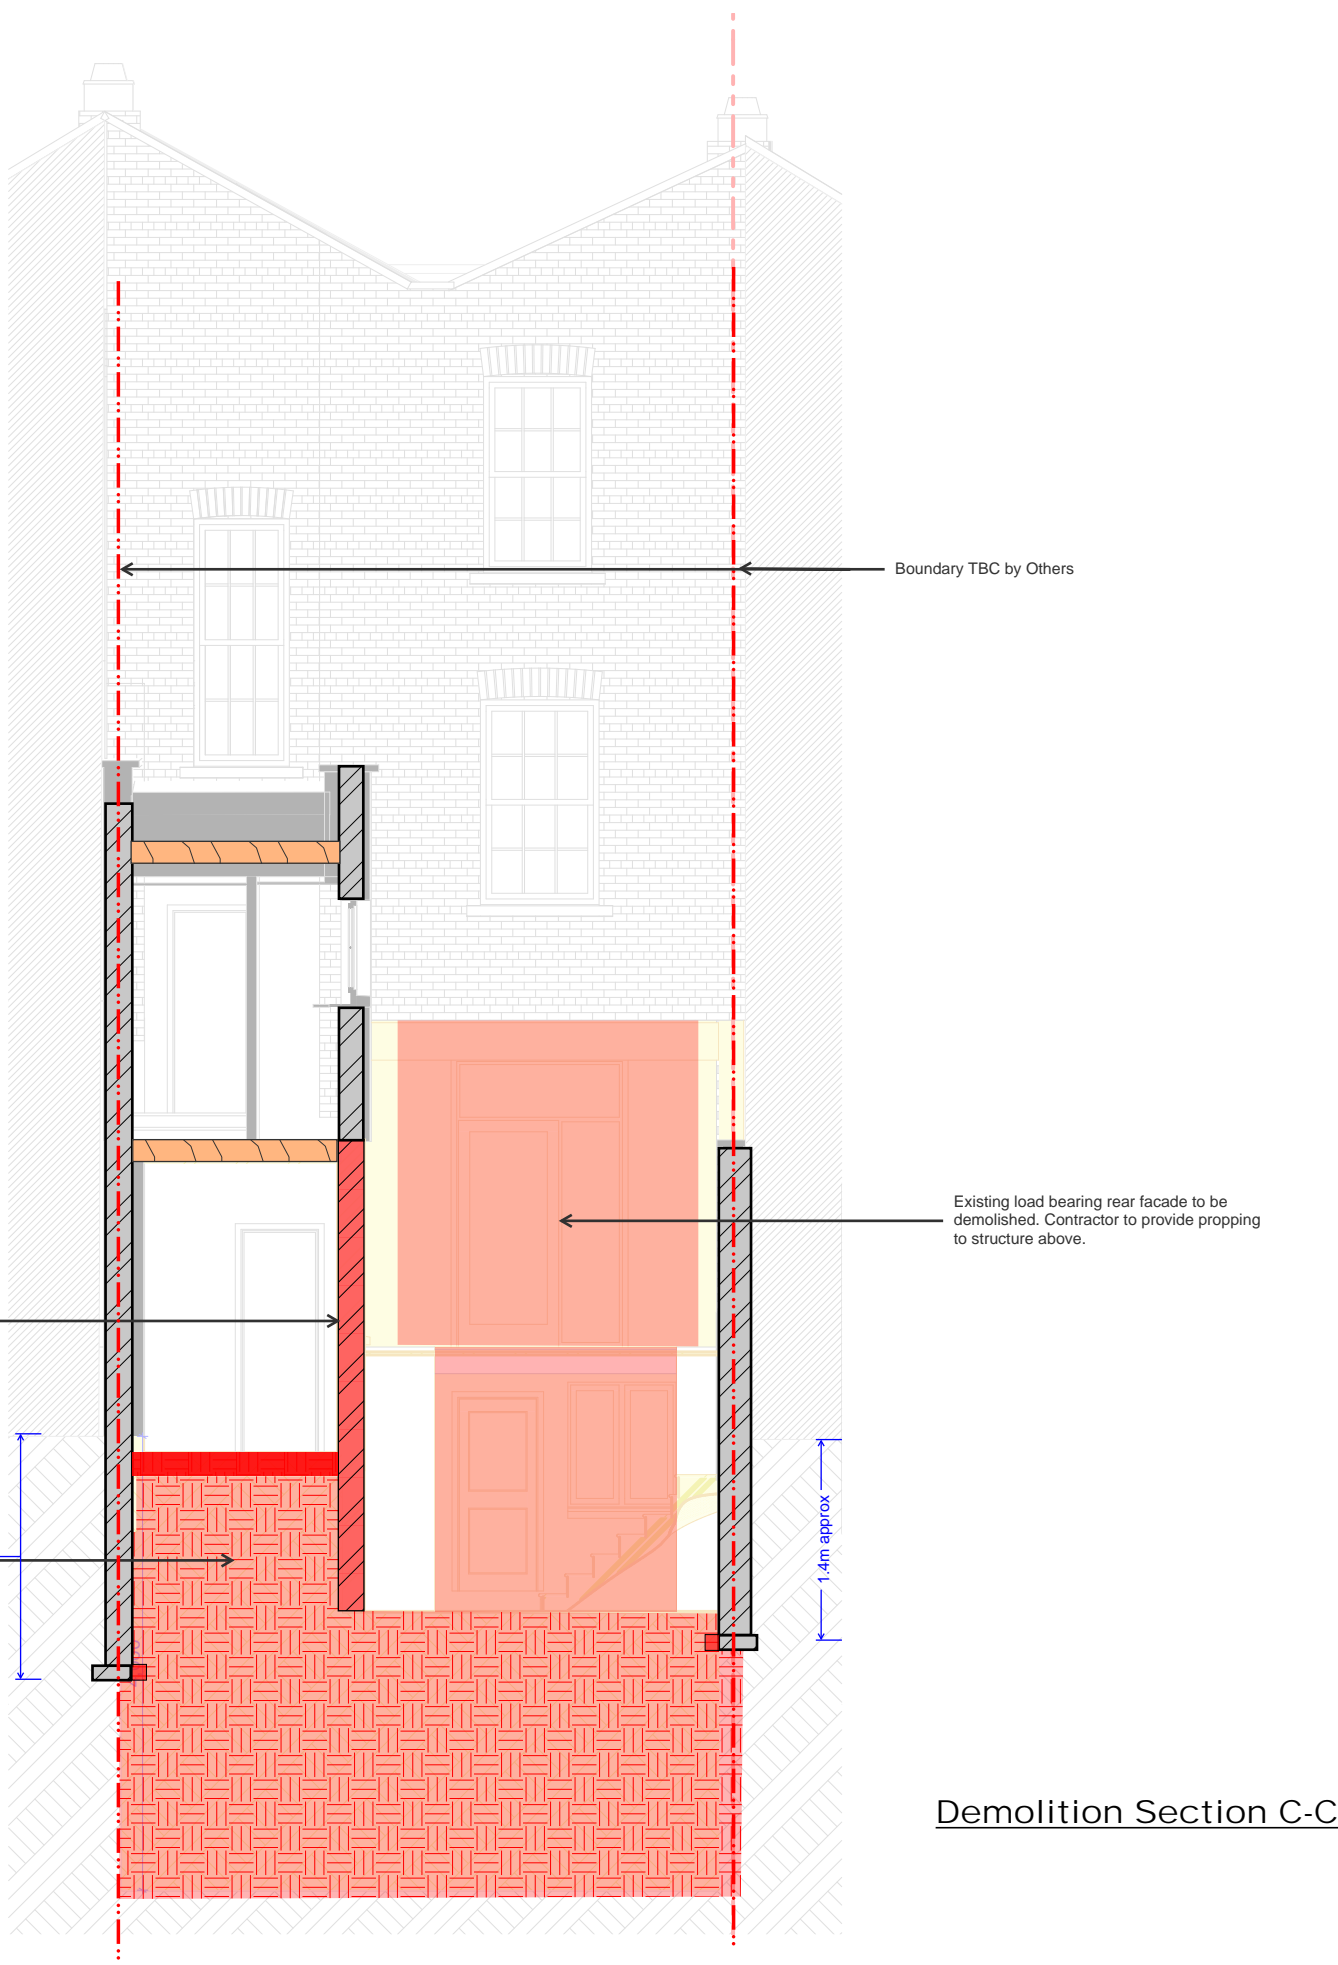 Boundary TBC by Others
Existing load bearing rear facade to be
demolished. Contractor to provide propping
to structure above.
1.4m approx
Demolition Section C-C